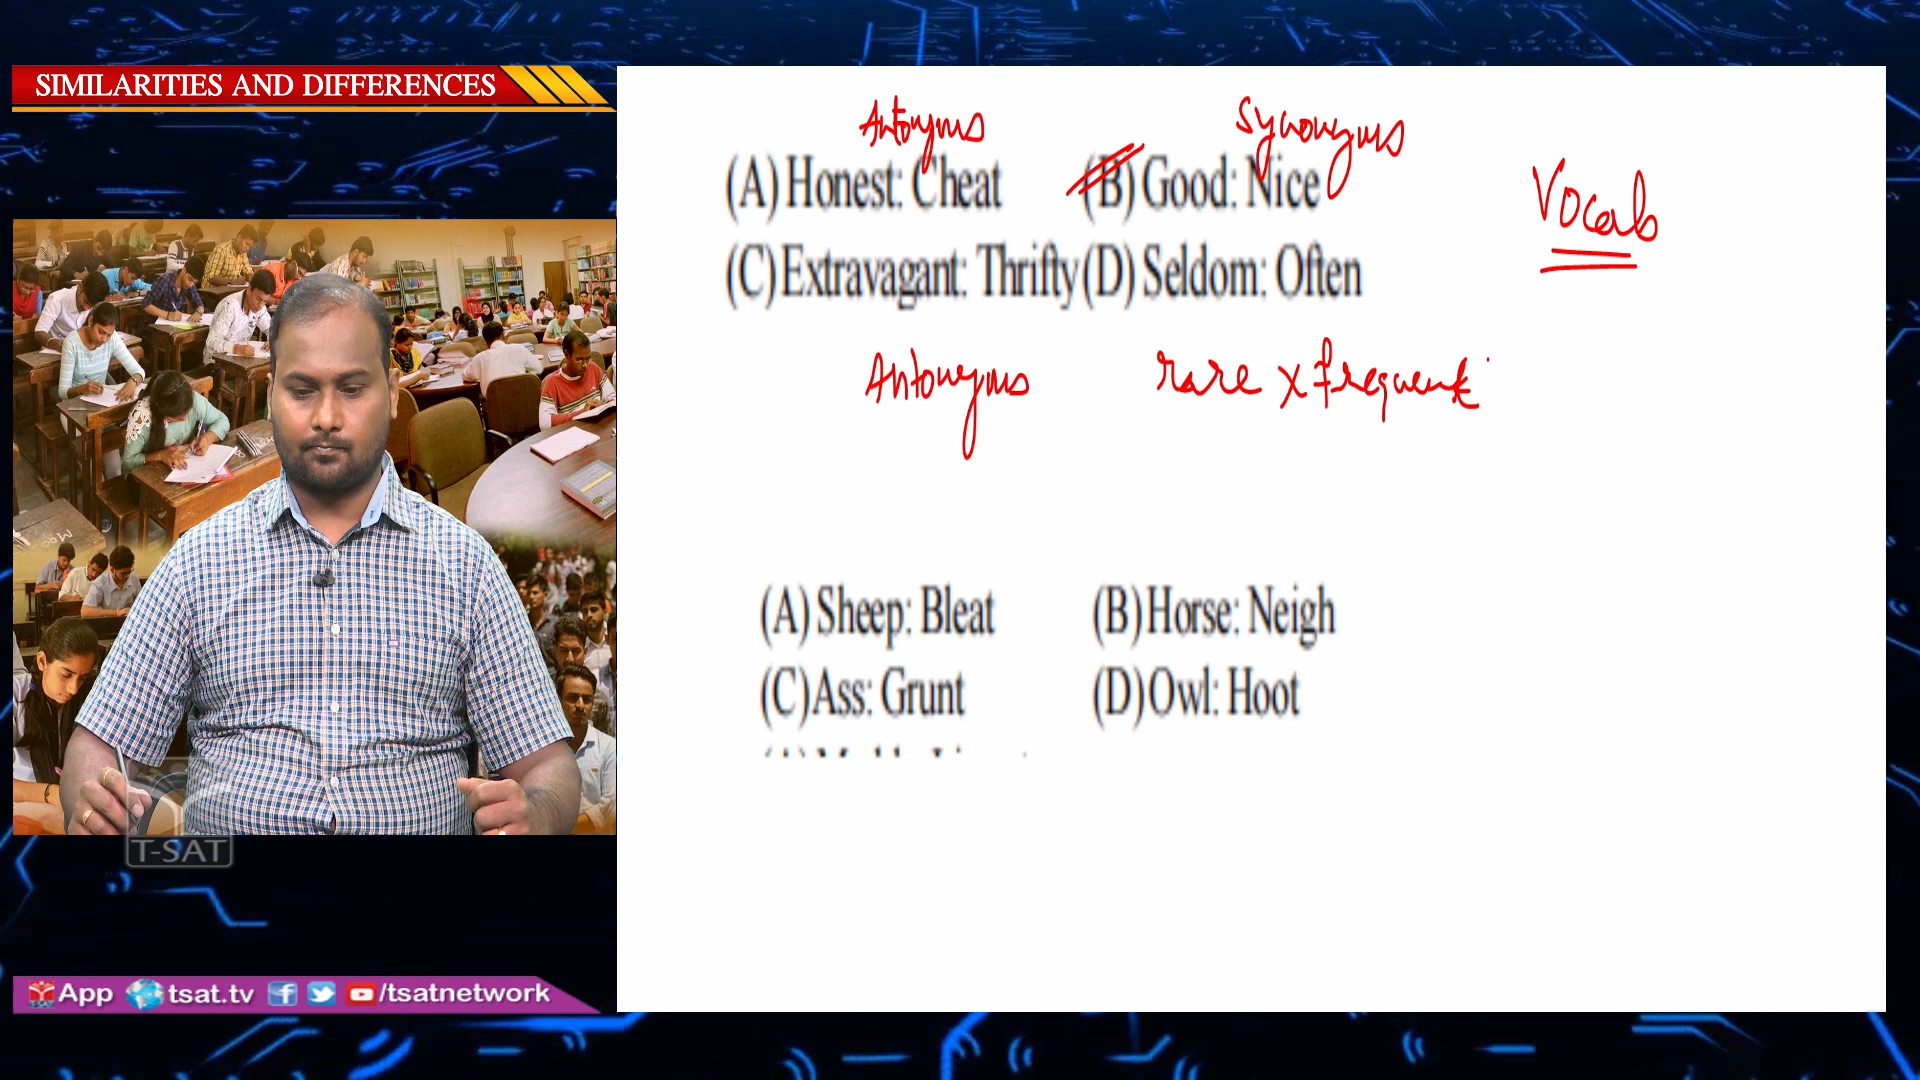 SIMILARITIES AND DIFFERENCES
Antonyms
Synonyms
(A) Honest: Cheat (B) Good: Nice
Vocab
(C) Extravagant: Thrifty (D) Seldom: Often
Antonyms
rare x frequent
(A) Sheep: Bleat (B) Horse: Neigh
(C) Ass: Grunt (D) Owl: Hoot
T-SAT
App tsat.tv /tsatnetwork